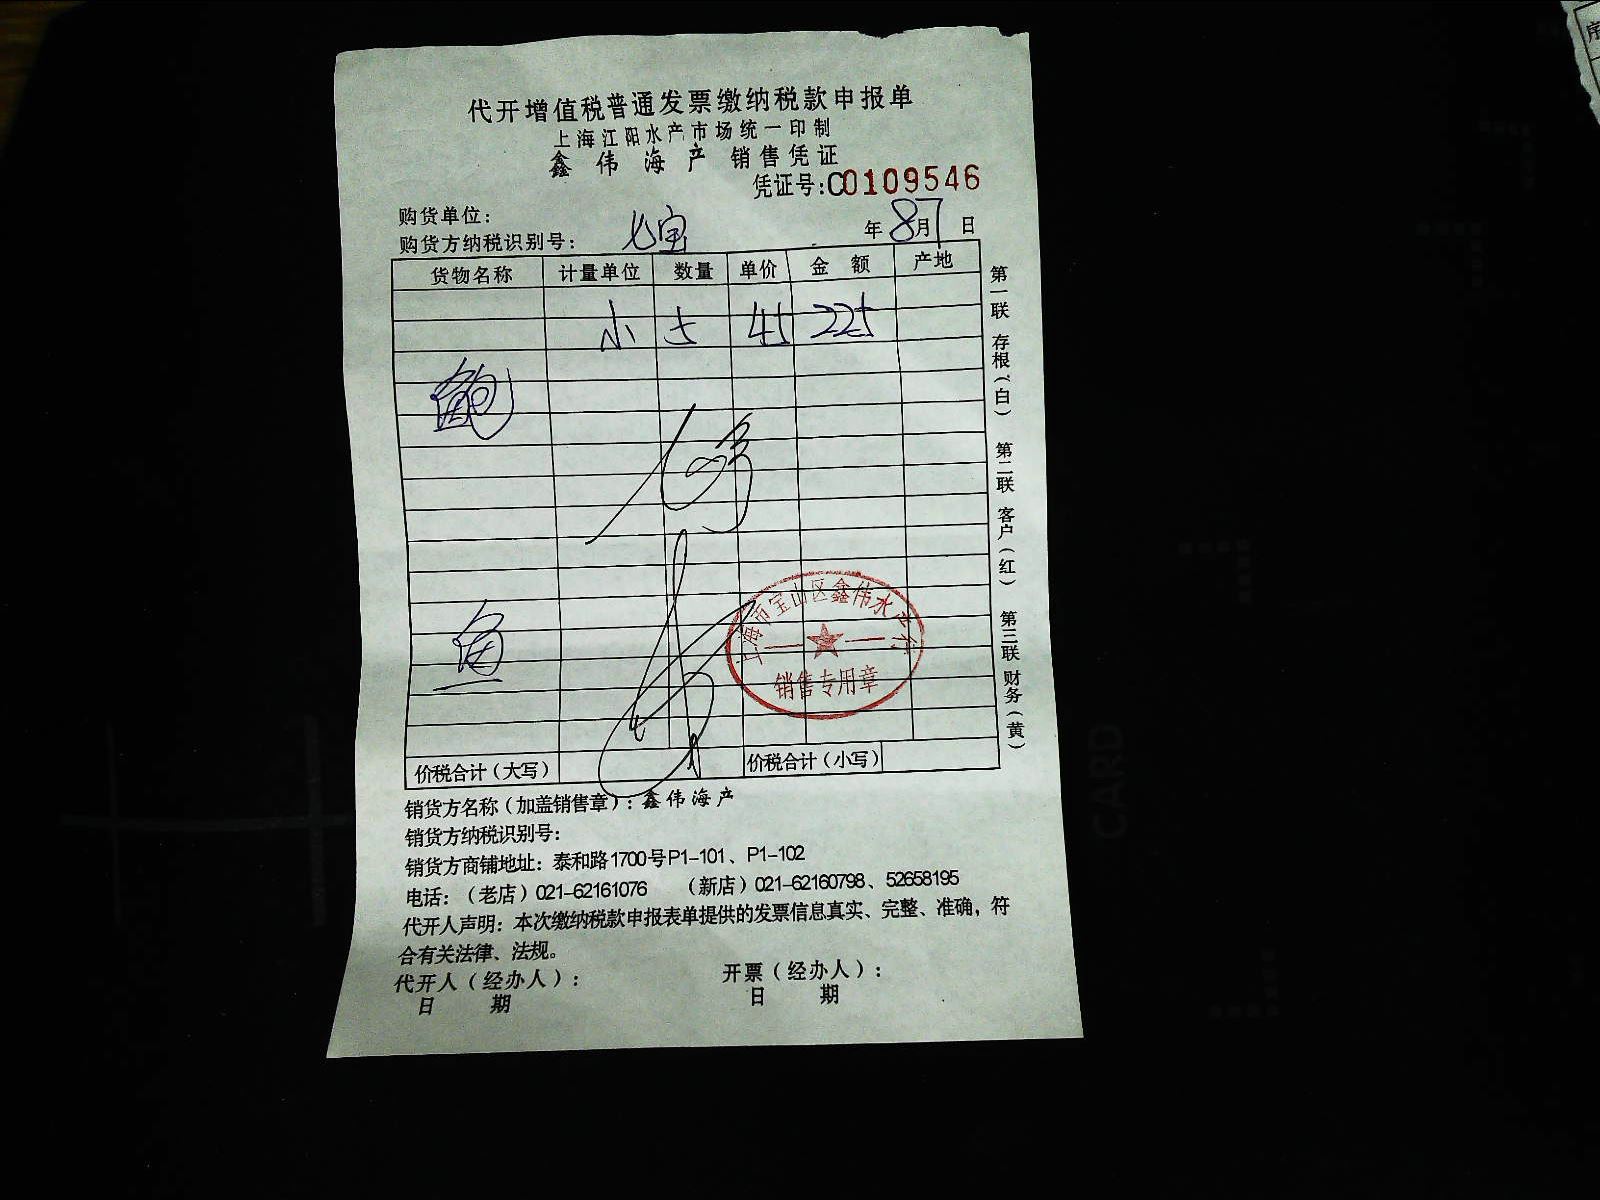 代开增值税普通发票缴纳税款申报单
上海江阳水产市场统一印制
鑫伟海产 销售凭证
凭证号:C0109546
购货单位:
购货方纳税识别号: 七宝 年8月7日
货物名称 计量单位 数量 单价 金额 产地
小 5 45 225
鲍
鱼
上海市宝山区鑫伟水产行
销售专用章
价税合计(大写) 价税合计(小写)
第一联 存根(白) 第二联 客户(红) 第三联 财务(黄)
销货方名称(加盖销售章):鑫伟海产
销货方纳税识别号:
销货方商铺地址:泰和路1700号P1-101、P1-102
电话:(老店)021-62161076 (新店)021-62160798、52658195
代开人声明:本次缴纳税款申报表单提供的发票信息真实、完整、准确,符
合有关法律、法规。
代开人(经办人): 开票(经办人):
日 期 日 期
序
CARD